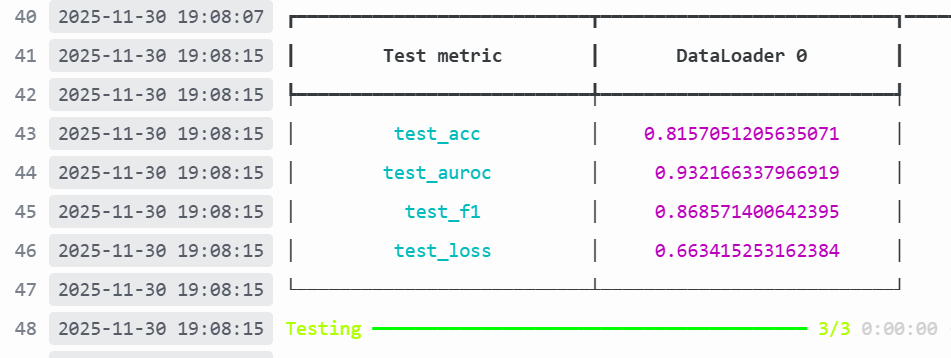 40 2025-11-30 19:08:07
41 2025-11-30 19:08:15 Test metric DataLoader 0
42 2025-11-30 19:08:15
43 2025-11-30 19:08:15 test_acc 0.8157051205635071
44 2025-11-30 19:08:15 test_auroc 0.932166337966919
45 2025-11-30 19:08:15 test_f1 0.868571400642395
46 2025-11-30 19:08:15 test_loss 0.663415253162384
47 2025-11-30 19:08:15
48 2025-11-30 19:08:15 Testing 3/3 0:00:00